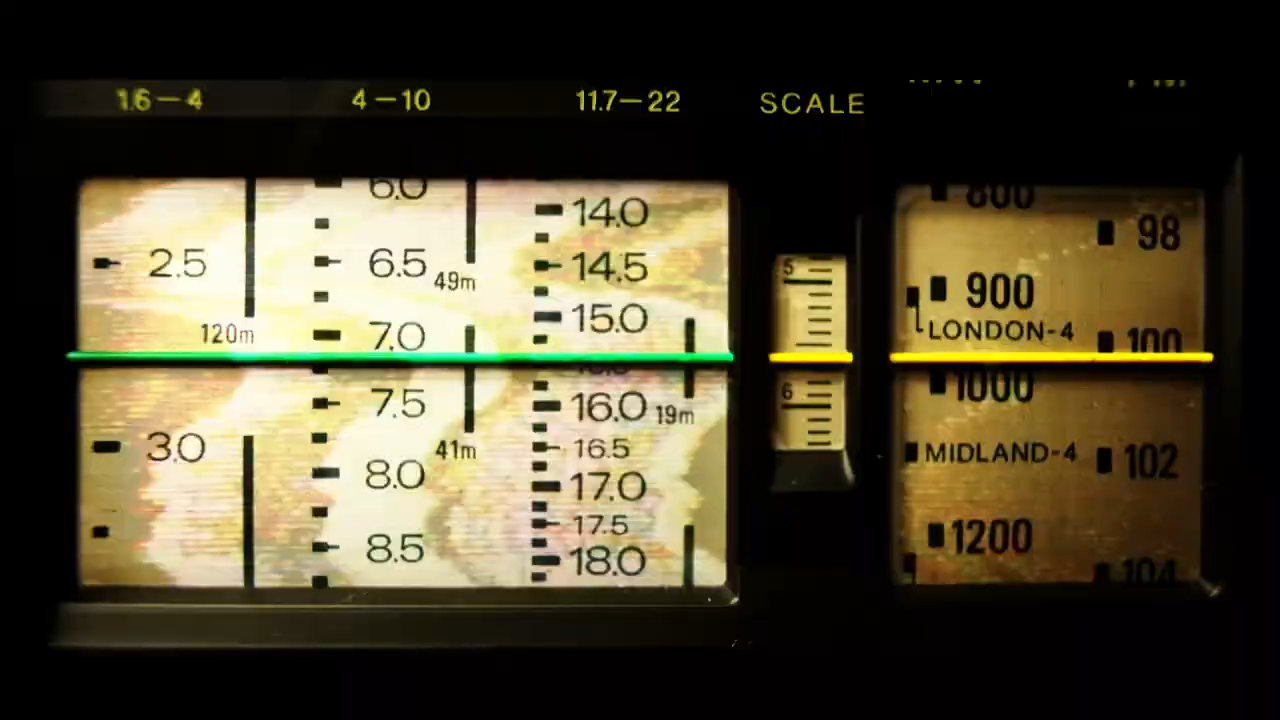 1.6—4 4—10 11.7—22 SCALE
6.0 14.0 800 98
2.5 6.5 49m 14.5 5 900
120m 7.0 15.0 LONDON-4 100
7.5 16.0 19m 6 1000
3.0 41m 16.5 MIDLAND-4 102
8.0 17.0
8.5 17.5 1200
18.0 104